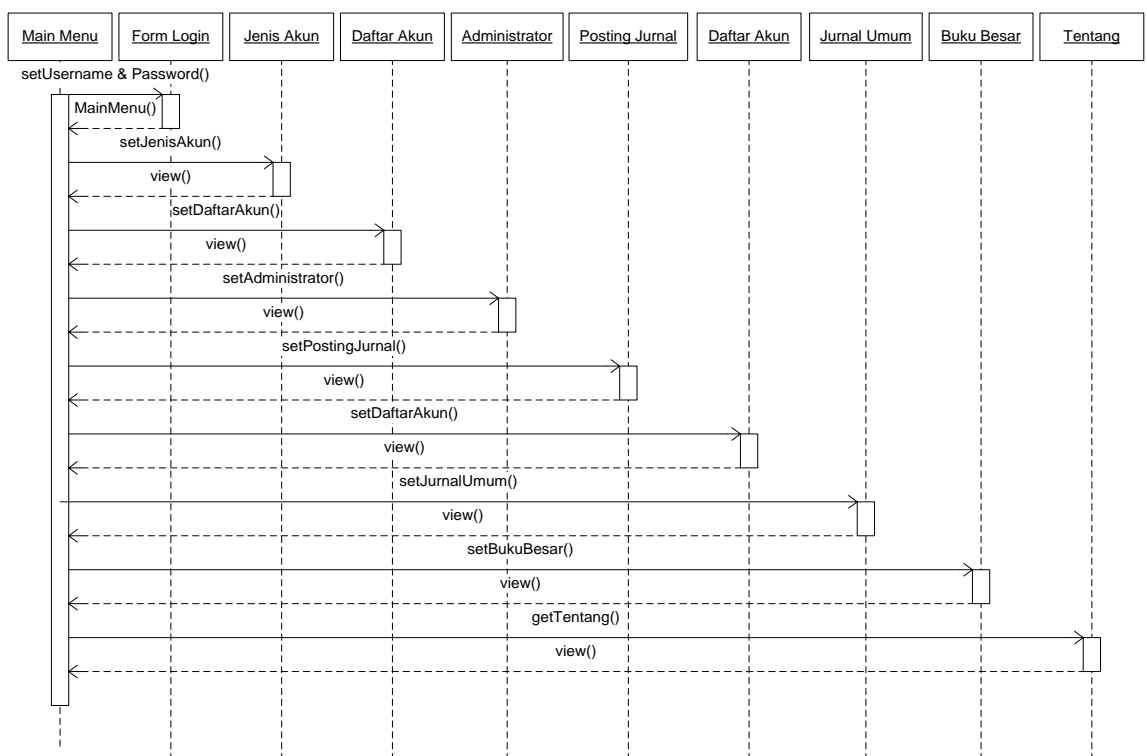 Main Menu
Form Login
Jenis Akun
Daftar Akun
Administrator
Posting Jurnal
Daftar Akun
Jurnal Umum
Buku Besar
Tentang
setUsername & Password()
MainMenu()
setJenisAkun()
view()
setDaftarAkun()
view()
setAdministrator()
view()
setPostingJurnal()
view()
setDaftarAkun()
view()
setJurnalUmum()
view()
setBukuBesar()
view()
getTentang()
view()